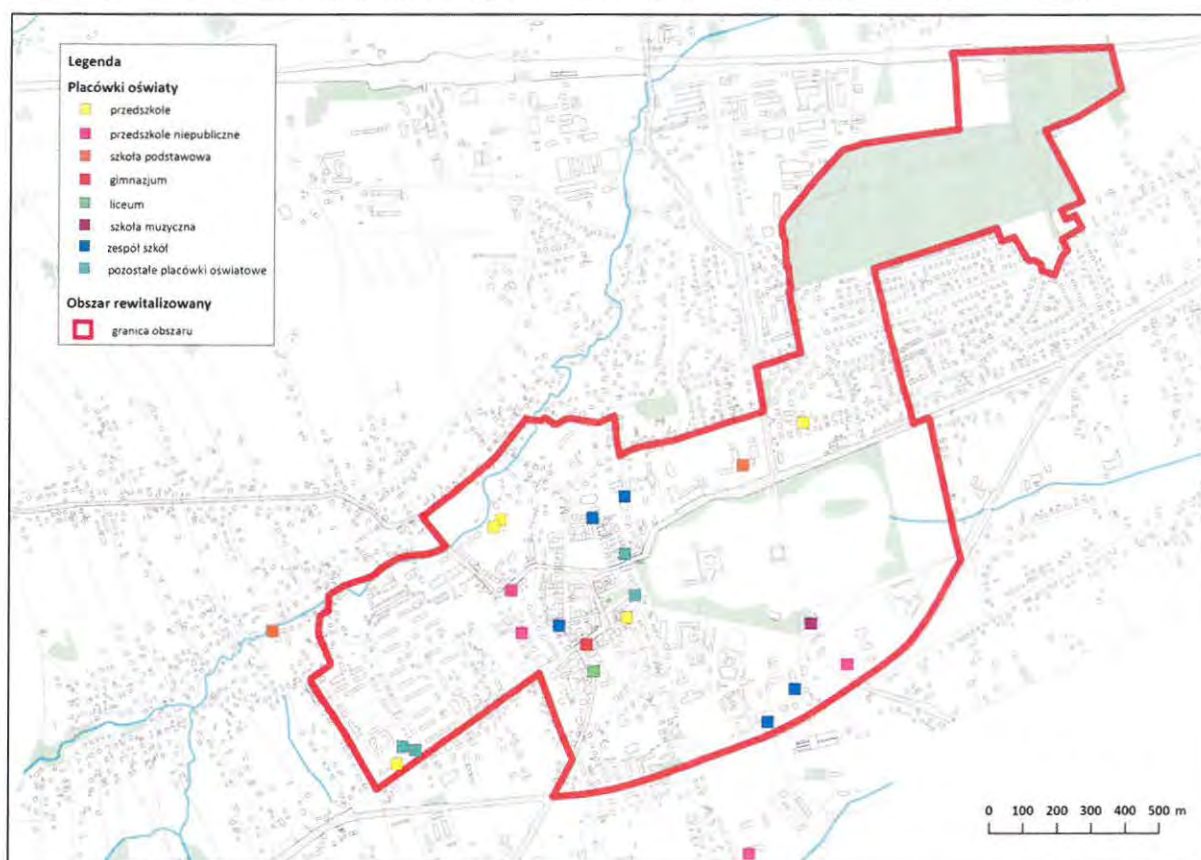 Legenda
Placówki oświaty
przedszkole
przedszkole niepubliczne
szkoła podstawowa
gimnazjum
liceum
szkoła muzyczna
zespół szkół
pozostałe placówki oświatowe
Obszar rewitalizowany
granica obszaru
0 100 200 300 400 500 m